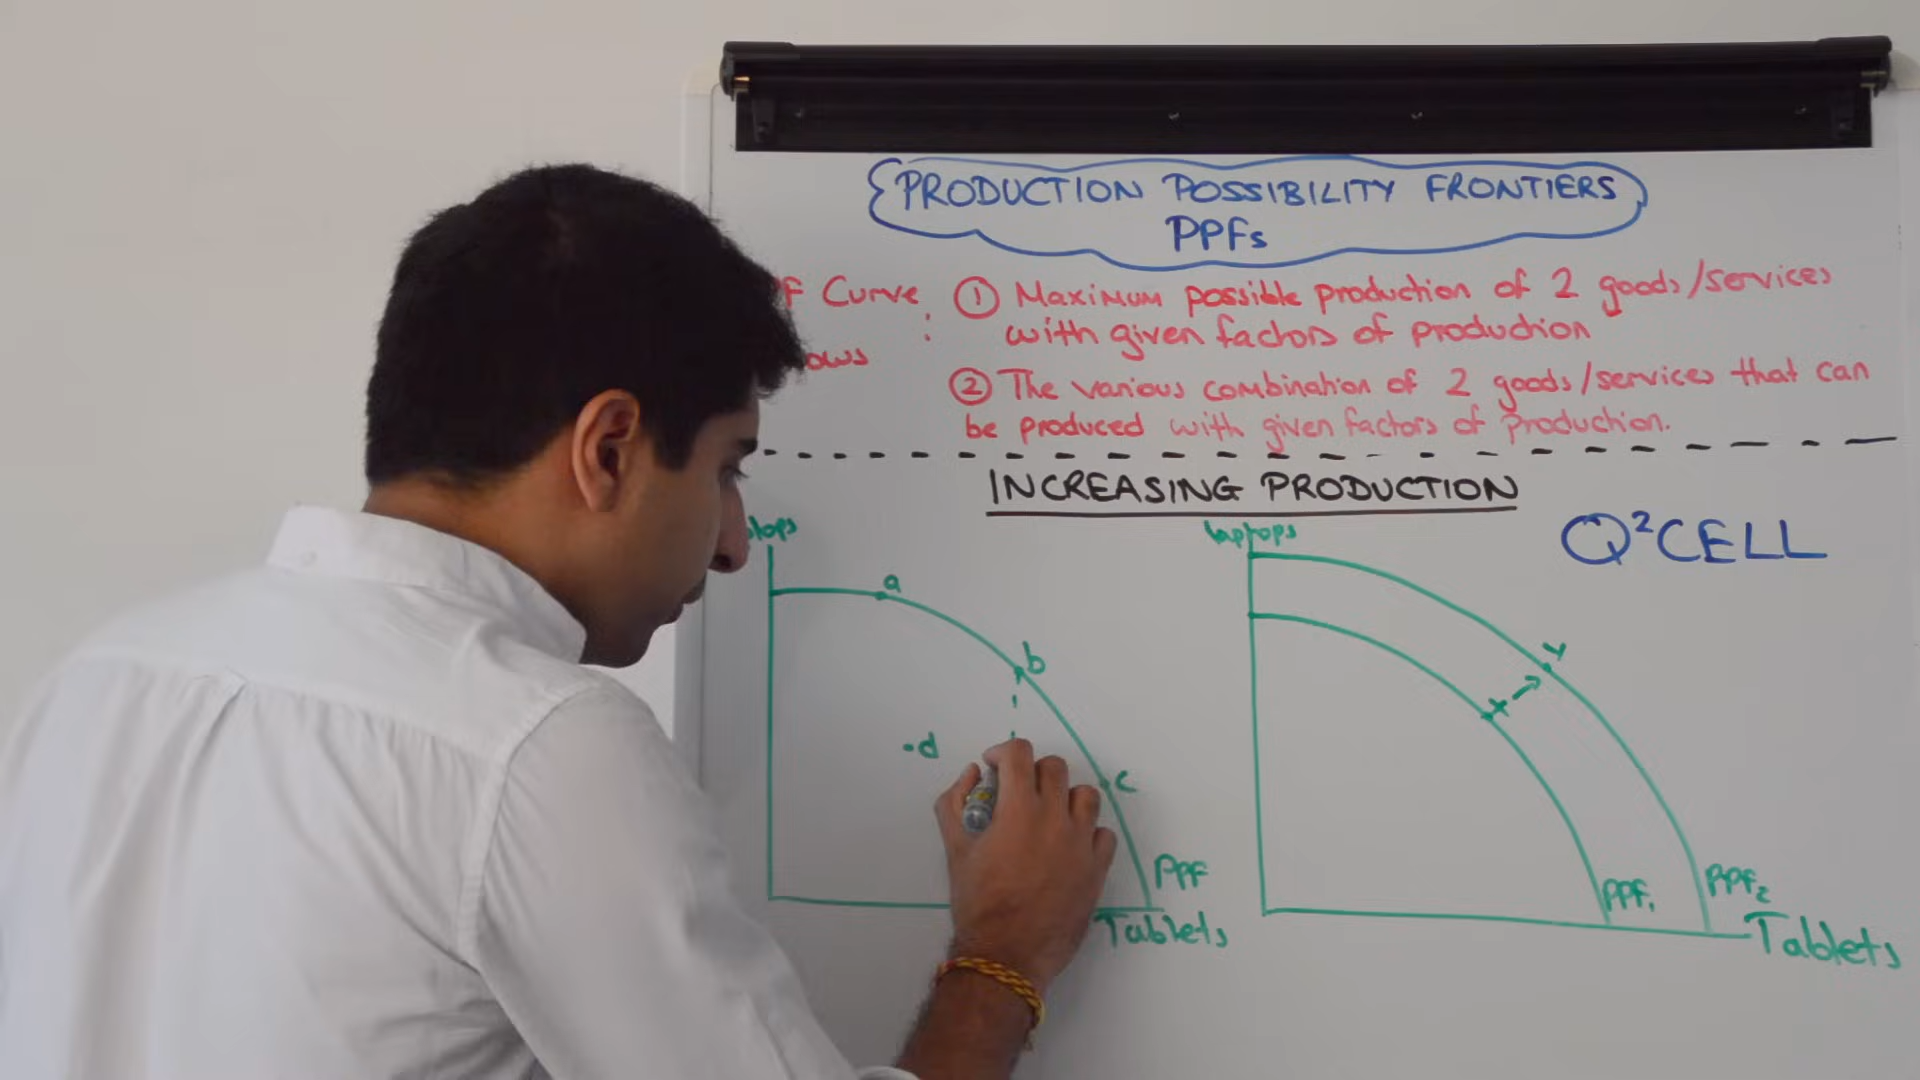 PRODUCTION POSSIBILITY FRONTIERS
PPFs
Curve : ① Maximum possible production of 2 goods/services
with given factors of production
② The various combination of 2 goods/services that can
be produced with given factors of production.
INCREASING PRODUCTION
Q²CELL
Laptops
a
b
d
c
PPF
Tablets
Y
x
PPF₁
PPF₂
Tablets